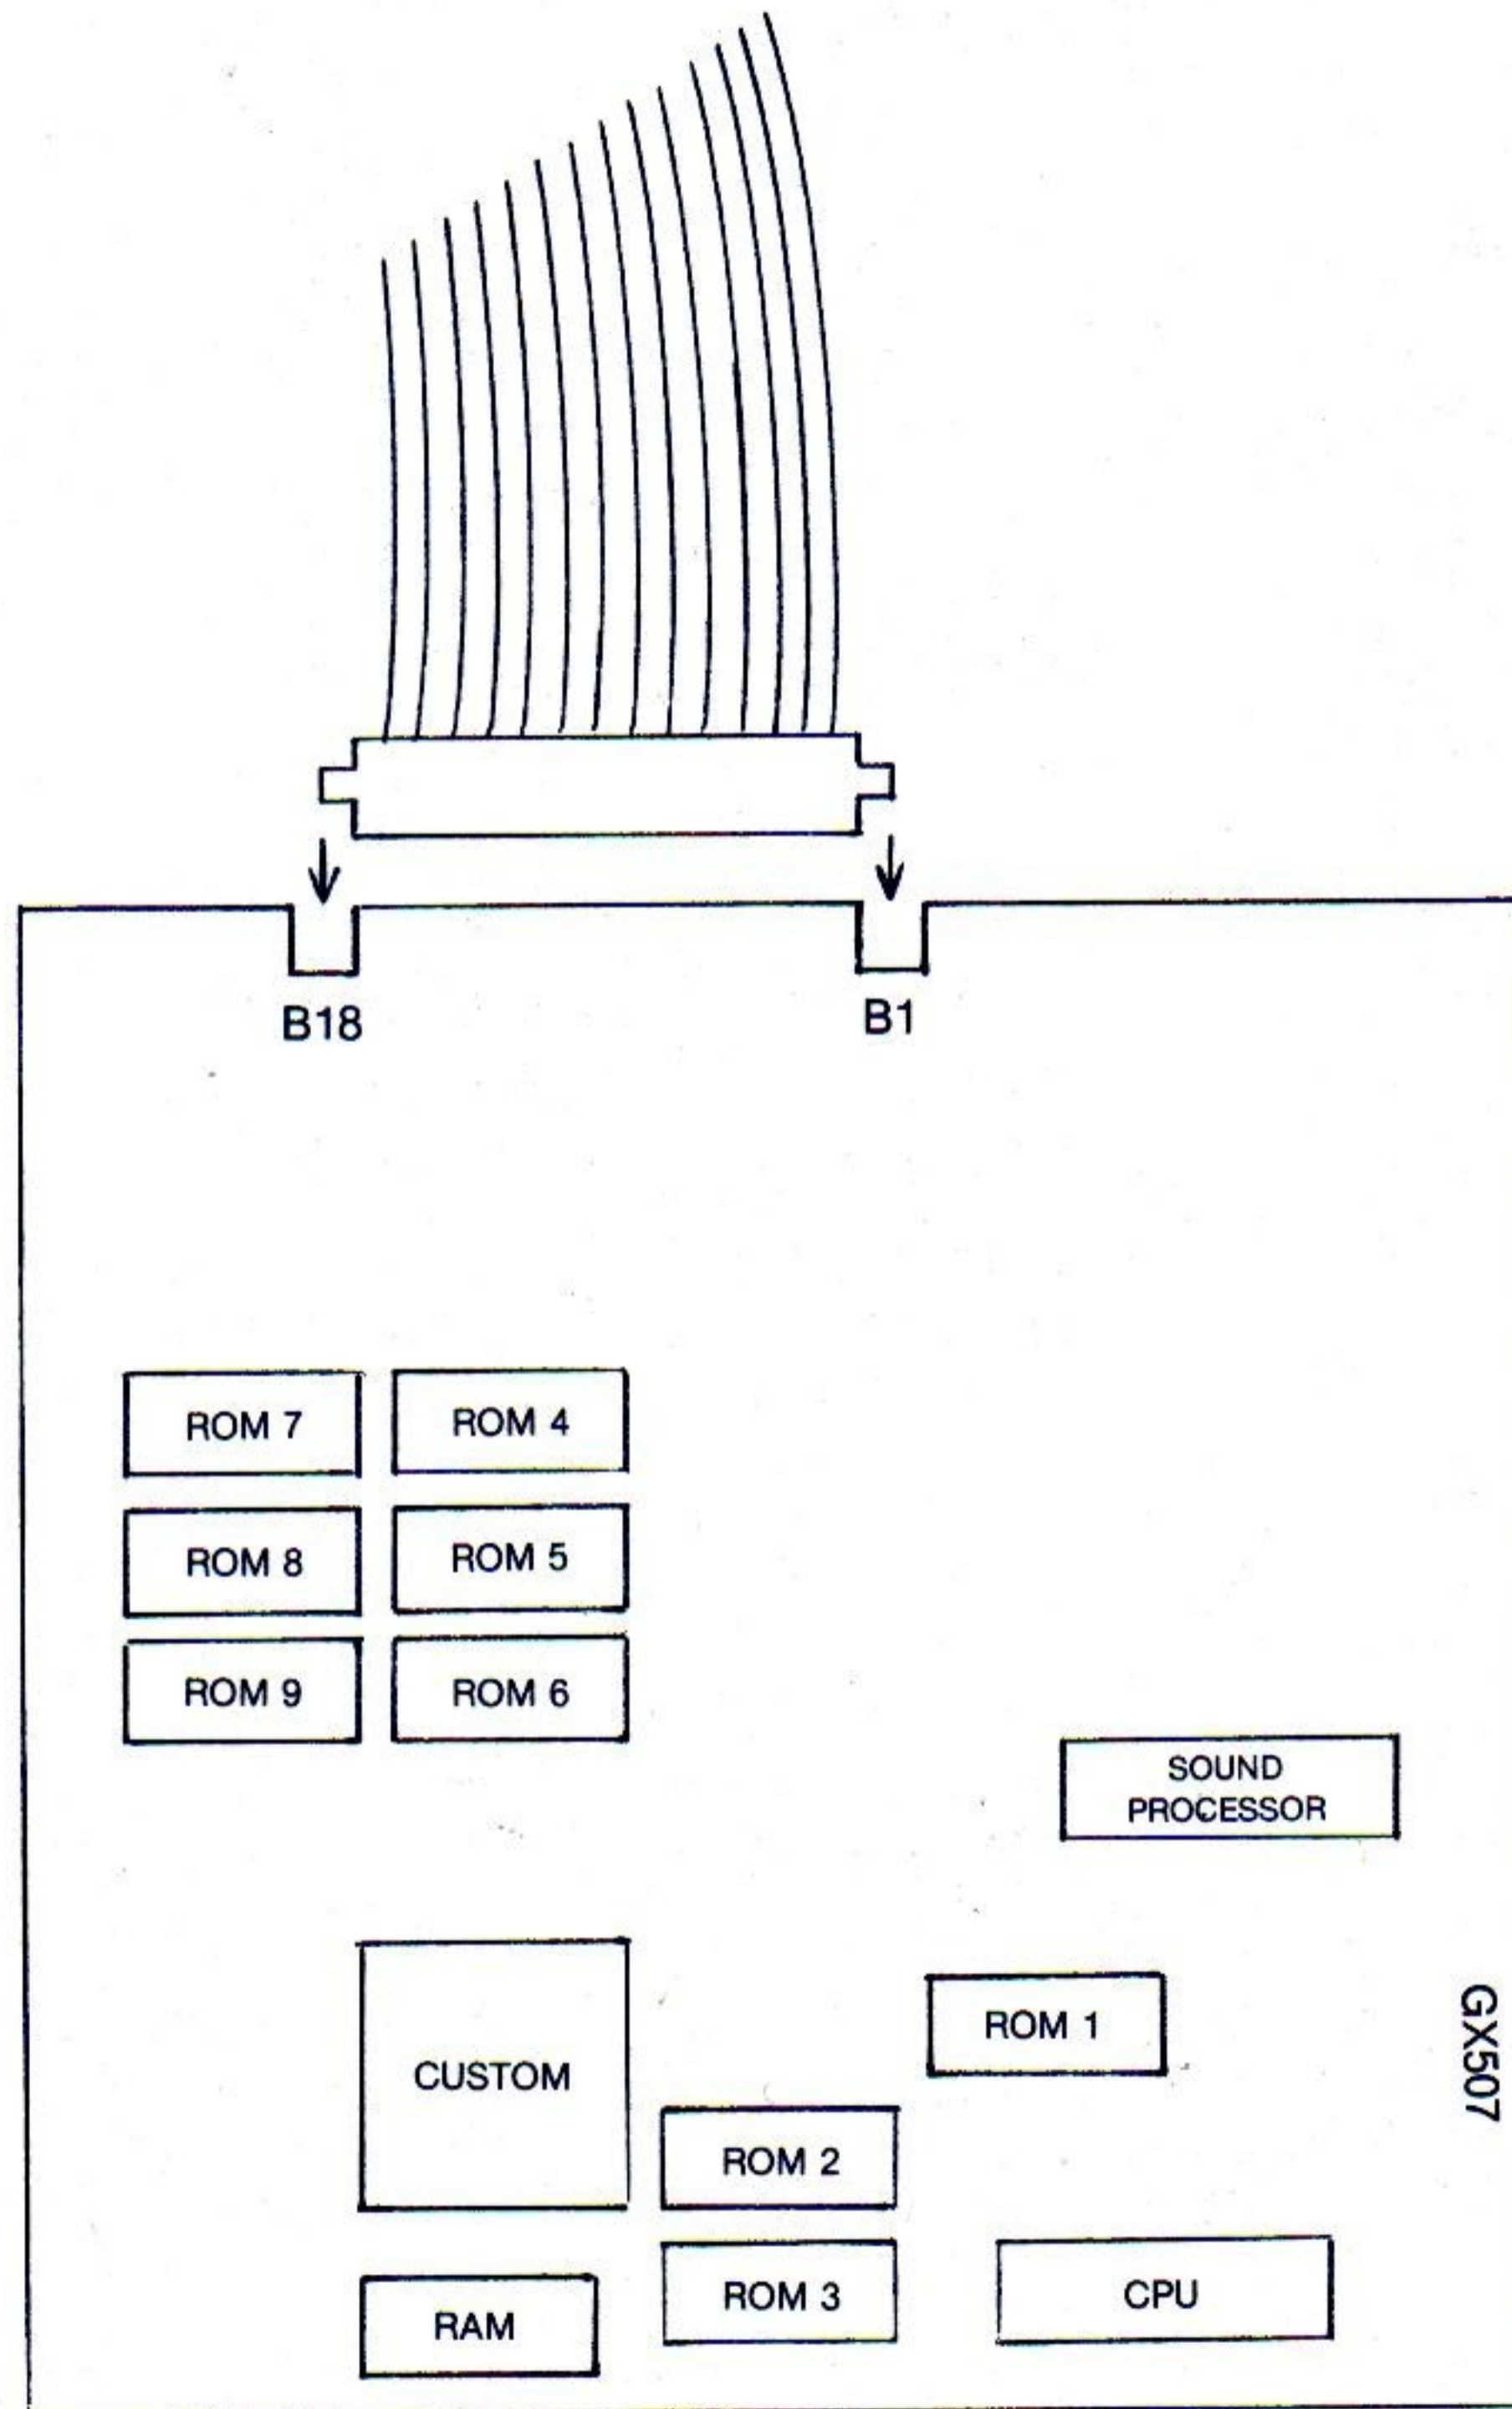 B18
B1
ROM 7
ROM 4
ROM 8
ROM 5
ROM 9
ROM 6
SOUND
PROCESSOR
CUSTOM
ROM 1
GX507
ROM 2
ROM 3
CPU
RAM